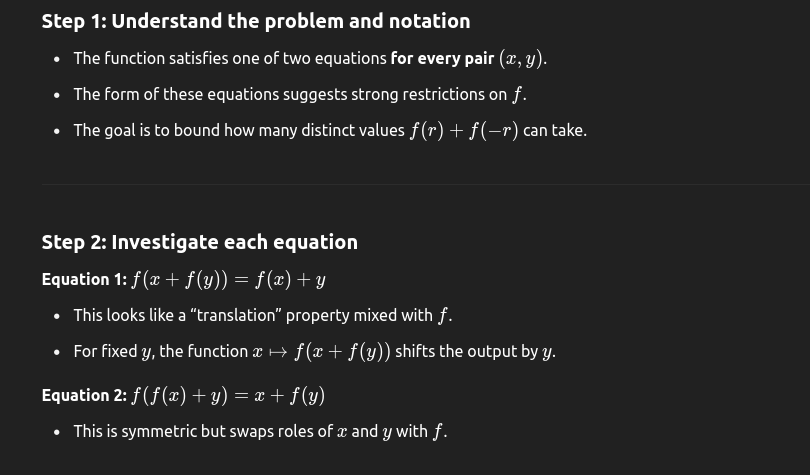 Step 1: Understand the problem and notation
• The function satisfies one of two equations for every pair (x, y).
• The form of these equations suggests strong restrictions on f.
• The goal is to bound how many distinct values f(r) + f(−r) can take.
Step 2: Investigate each equation
Equation 1: f(x + f(y)) = f(x) + y
• This looks like a “translation” property mixed with f.
• For fixed y, the function x ↦ f(x + f(y)) shifts the output by y.
Equation 2: f(f(x) + y) = x + f(y)
• This is symmetric but swaps roles of x and y with f.